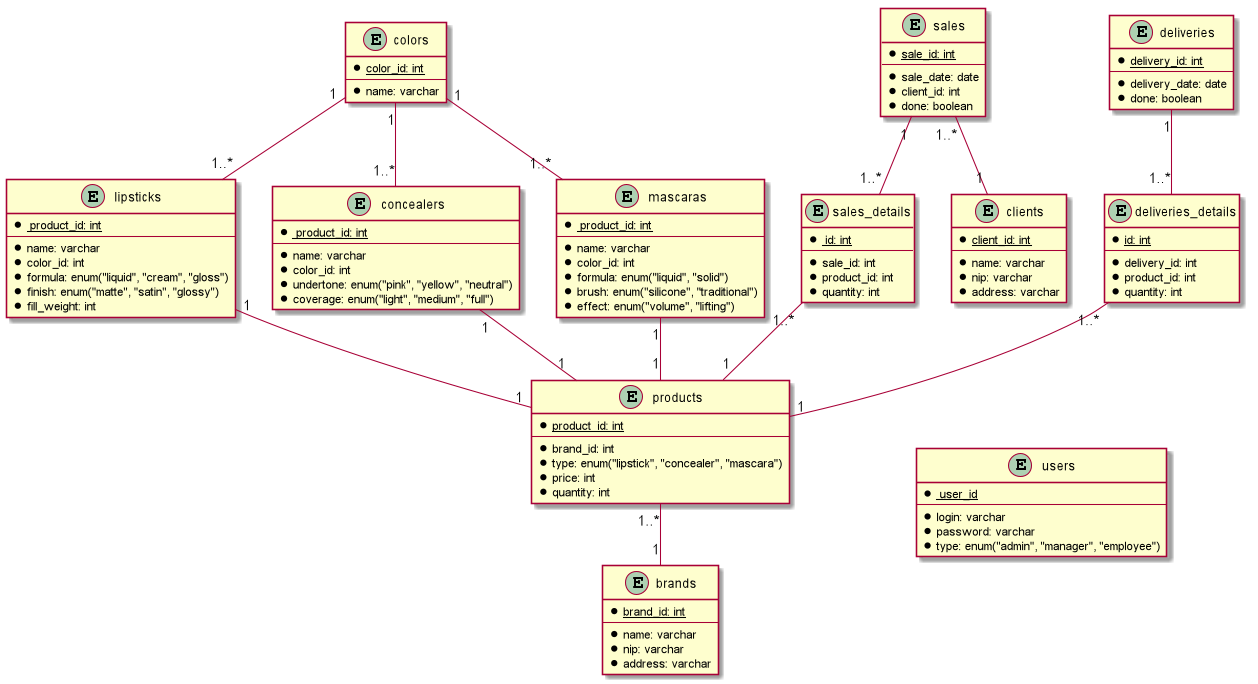 E colors
color_id: int
name: varchar
E sales
sale_id: int
sale_date: date
client_id: int
done: boolean
E deliveries
delivery_id: int
delivery_date: date
done: boolean
1
1
1
1
1..*
1
1..*
1..*
1..*
1..*
1
1..*
E lipsticks
product_id: int
name: varchar
color_id: int
formula: enum("liquid", "cream", "gloss")
finish: enum("matte", "satin", "glossy")
fill_weight: int
E concealers
product_id: int
name: varchar
color_id: int
undertone: enum("pink", "yellow", "neutral")
coverage: enum("light", "medium", "full")
E mascaras
product_id: int
name: varchar
color_id: int
formula: enum("liquid", "solid")
brush: enum("silicone", "traditional")
effect: enum("volume", "lifting")
E sales_details
id: int
sale_id: int
product_id: int
quantity: int
E clients
client_id: int
name: varchar
nip: varchar
address: varchar
E deliveries_details
id: int
delivery_id: int
product_id: int
quantity: int
1
1
1
1..*
1..*
1
1
1
1
1
E products
product_id: int
brand_id: int
type: enum("lipstick", "concealer", "mascara")
price: int
quantity: int
E users
user_id
login: varchar
password: varchar
type: enum("admin", "manager", "employee")
1..*
1
E brands
brand_id: int
name: varchar
nip: varchar
address: varchar